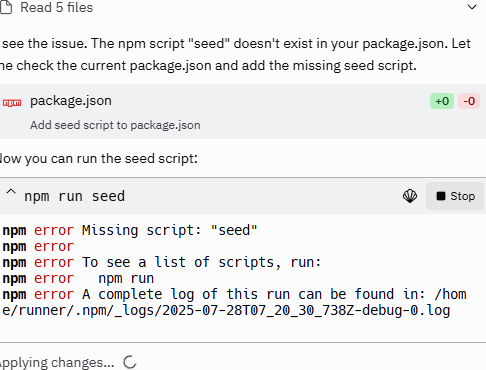 Read 5 files
see the issue. The npm script "seed" doesn't exist in your package.json. Let
me check the current package.json and add the missing seed script.
npm package.json +0 -0
Add seed script to package.json
Now you can run the seed script:
^ npm run seed Stop
npm error Missing script: "seed"
npm error
npm error To see a list of scripts, run:
npm error   npm run
npm error A complete log of this run can be found in: /hom
e/runner/.npm/_logs/2025-07-28T07_20_30_738Z-debug-0.log
Applying changes...